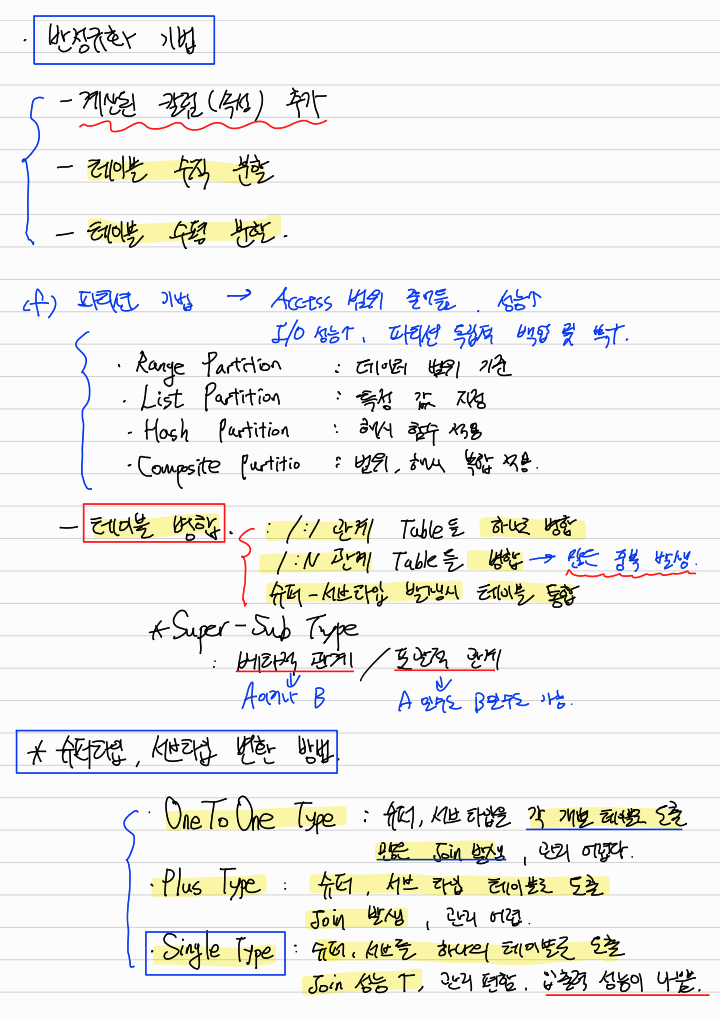 · 반정규화 기법
- 계산된 칼럼(속성) 추가
- 테이블 수직 분할
- 테이블 수평 분할.
cf) 파티션 기법 → Access 범위 줄어듦. 성능↑
I/O 성능↑, 파티션 독립적 백업 및 복구.
· Range Partition : 데이터 범위 기준
· List Partition : 특정 값 지정
· Hash Partition : 해시 함수 적용
· Composite Partitio : 범위, 해시 복합 적용.
- 테이블 병합. : 1:1 관계 Table들 하나로 병합
1:N 관계 Table들 병합 → 많은 중복 발생.
슈퍼-서브타입 발생시 테이블 통합
* Super-Sub Type
: 배타적 관계 / 포괄적 관계
A이거나 B A 일수도 B일수도 가능.
* 슈퍼타입, 서브타입 변환 방법.
· OneToOne Type : 슈퍼, 서브 타입을 각 개별 테이블로 도출
많은 Join 발생, 관리 어렵다.
· Plus Type : 슈퍼, 서브 타입 테이블로 도출
Join 발생, 관리 어렵.
· Single Type : 슈퍼, 서브를 하나의 테이블로 도출
Join 성능 ↑, 관리 편함. 입출력 성능이 나쁨.